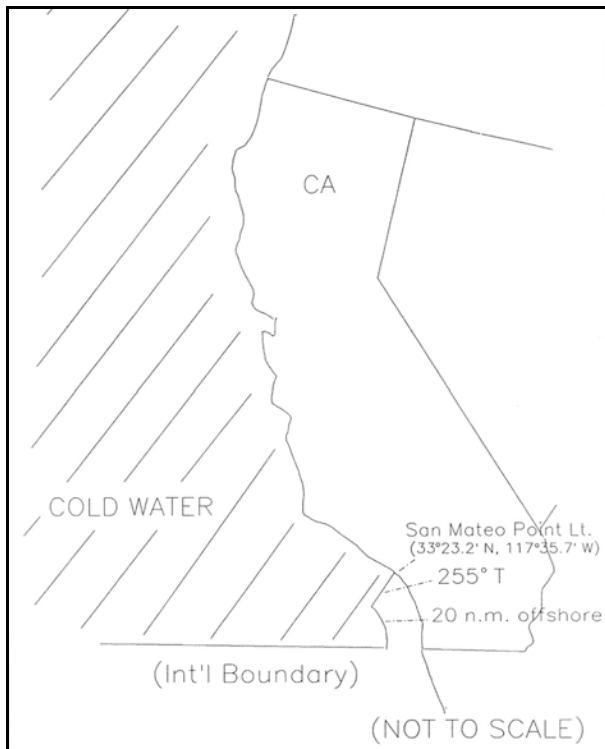 CA
COLD WATER
San Mateo Point Lt.
(33°23.2' N, 117°35.7' W)
255° T
20 n.m. offshore
(Int'l Boundary)
(NOT TO SCALE)